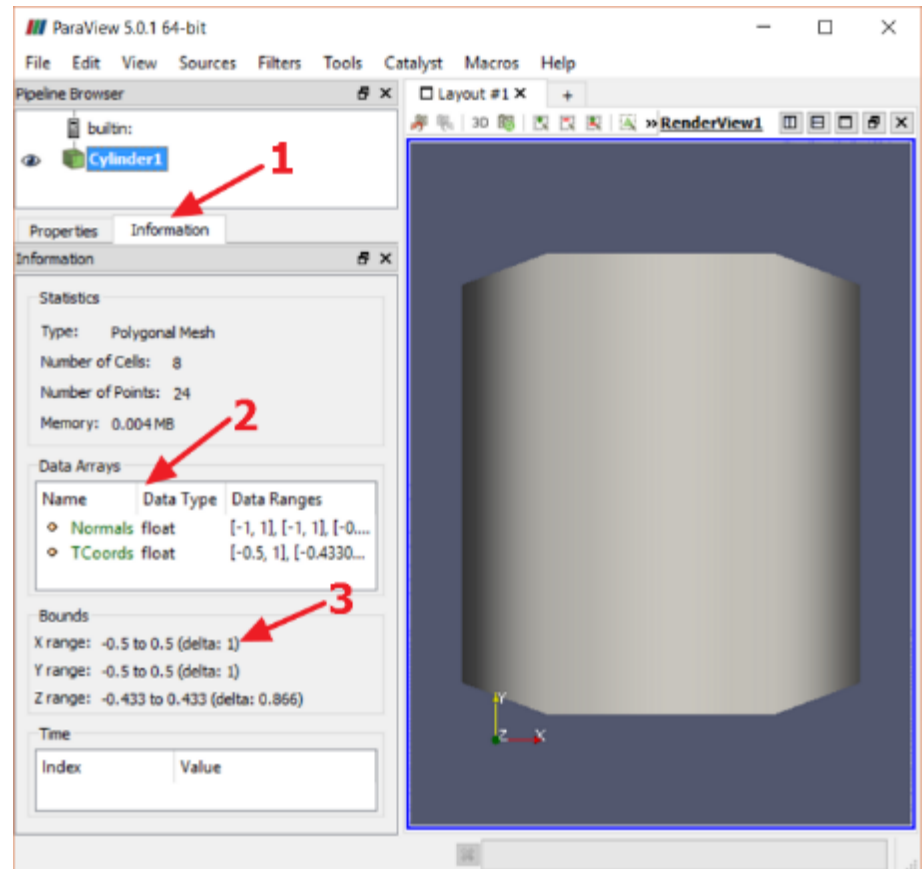 ParaView 5.0.1 64-bit
File Edit View Sources Filters Tools Catalyst Macros Help
Pipeline Browser
builtin:
Cylinder1
1
Properties Information
Information
Statistics
Type: Polygonal Mesh
Number of Cells: 8
Number of Points: 24
Memory: 0.004 MB
2
Data Arrays
Name Data Type Data Ranges
Normals float [-1, 1], [-1, 1], [-0....
TCoords float [-0.5, 1], [-0.4330...
3
Bounds
X range: -0.5 to 0.5 (delta: 1)
Y range: -0.5 to 0.5 (delta: 1)
Z range: -0.433 to 0.433 (delta: 0.866)
Time
Index Value
Layout #1 +
3D » RenderView1
Y
Z X